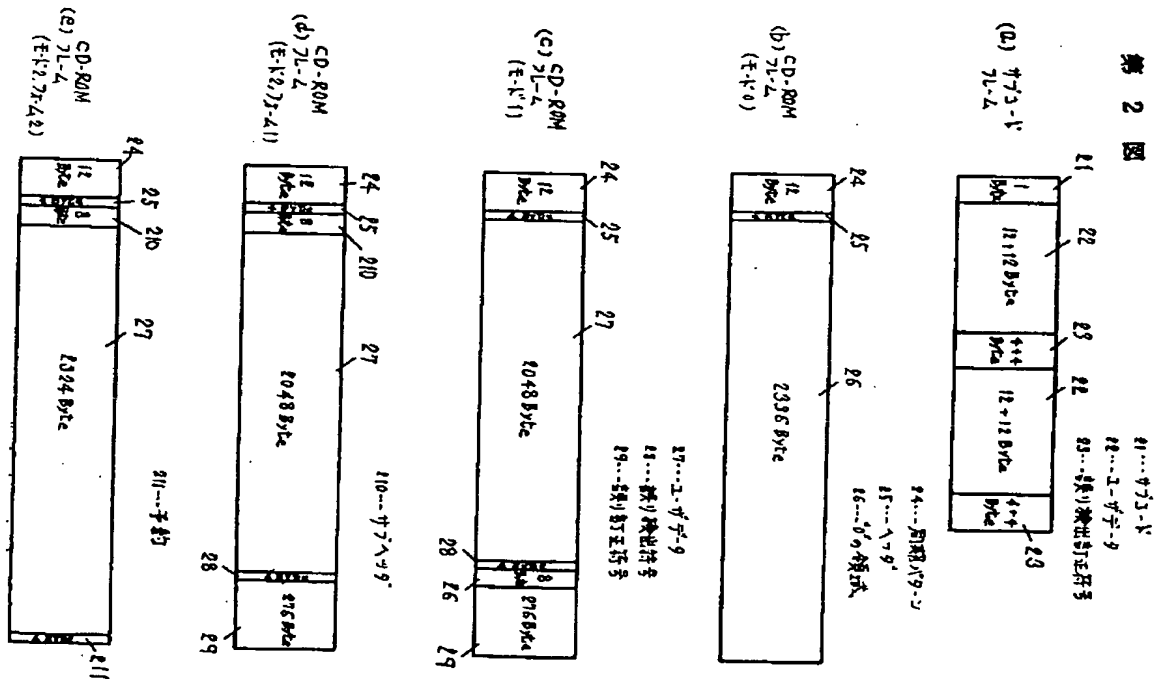 第 2 図
(a) サブコード
フレーム
21
22
23
22
23
1
Byte
12+12 Byte
4+4
Byte
12+12 Byte
4+4
Byte
21…サブコード
22…ユーザデータ
23…誤り検出訂正符号
(b) CD-ROM
フレーム
(モード0)
24
25
26
12
Byte
4 Byte
2336 Byte
24…同期パターン
25…ヘッダ
26…"0"の領域
(c) CD-ROM
フレーム
(モード1)
24
25
27
28
26
29
12
Byte
4 Byte
2048 Byte
4 Byte
8
Byte
276 Byte
27…ユーザデータ
28…誤り検出符号
29…誤り訂正符号
(d) CD-ROM
フレーム
(モード2,フォーム1)
24
25
210
27
28
29
12
Byte
4 Byte
8
Byte
2048 Byte
4 Byte
276 Byte
210…サブヘッダ
(e) CD-ROM
フレーム
(モード2,フォーム2)
24
25
210
27
211
12
Byte
4 Byte
8
Byte
2324 Byte
4 Byte
211…予約